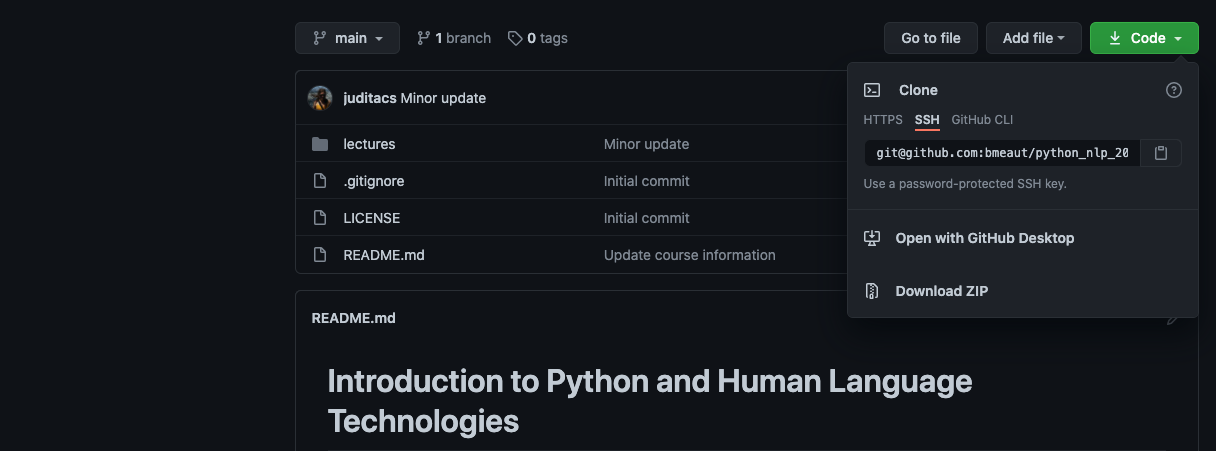 main 1 branch 0 tags Go to file Add file Code
juditacs Minor update
Clone
HTTPS SSH GitHub CLI
git@github.com:bmeaut/python_nlp_20
Use a password-protected SSH key.
Open with GitHub Desktop
Download ZIP
lectures Minor update
.gitignore Initial commit
LICENSE Initial commit
README.md Update course information
README.md
Introduction to Python and Human Language
Technologies